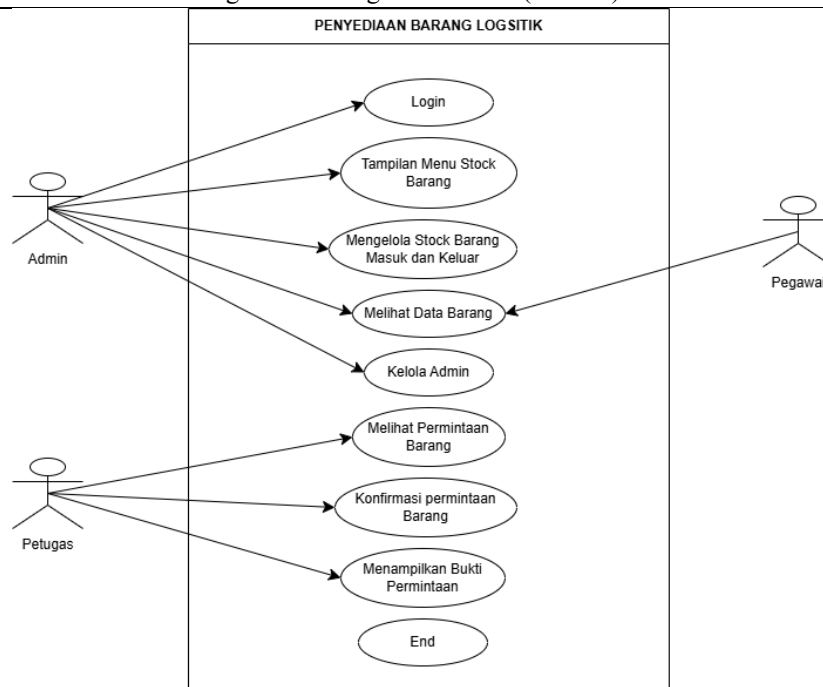 PENYEDIAAN BARANG LOGSITIK
Login
Tampilan Menu Stock
Barang
Admin
Mengelola Stock Barang
Masuk dan Keluar
Pegawai
Melihat Data Barang
Kelola Admin
Melihat Permintaan
Barang
Petugas
Konfirmasi permintaan
Barang
Menampilkan Bukti
Permintaan
End